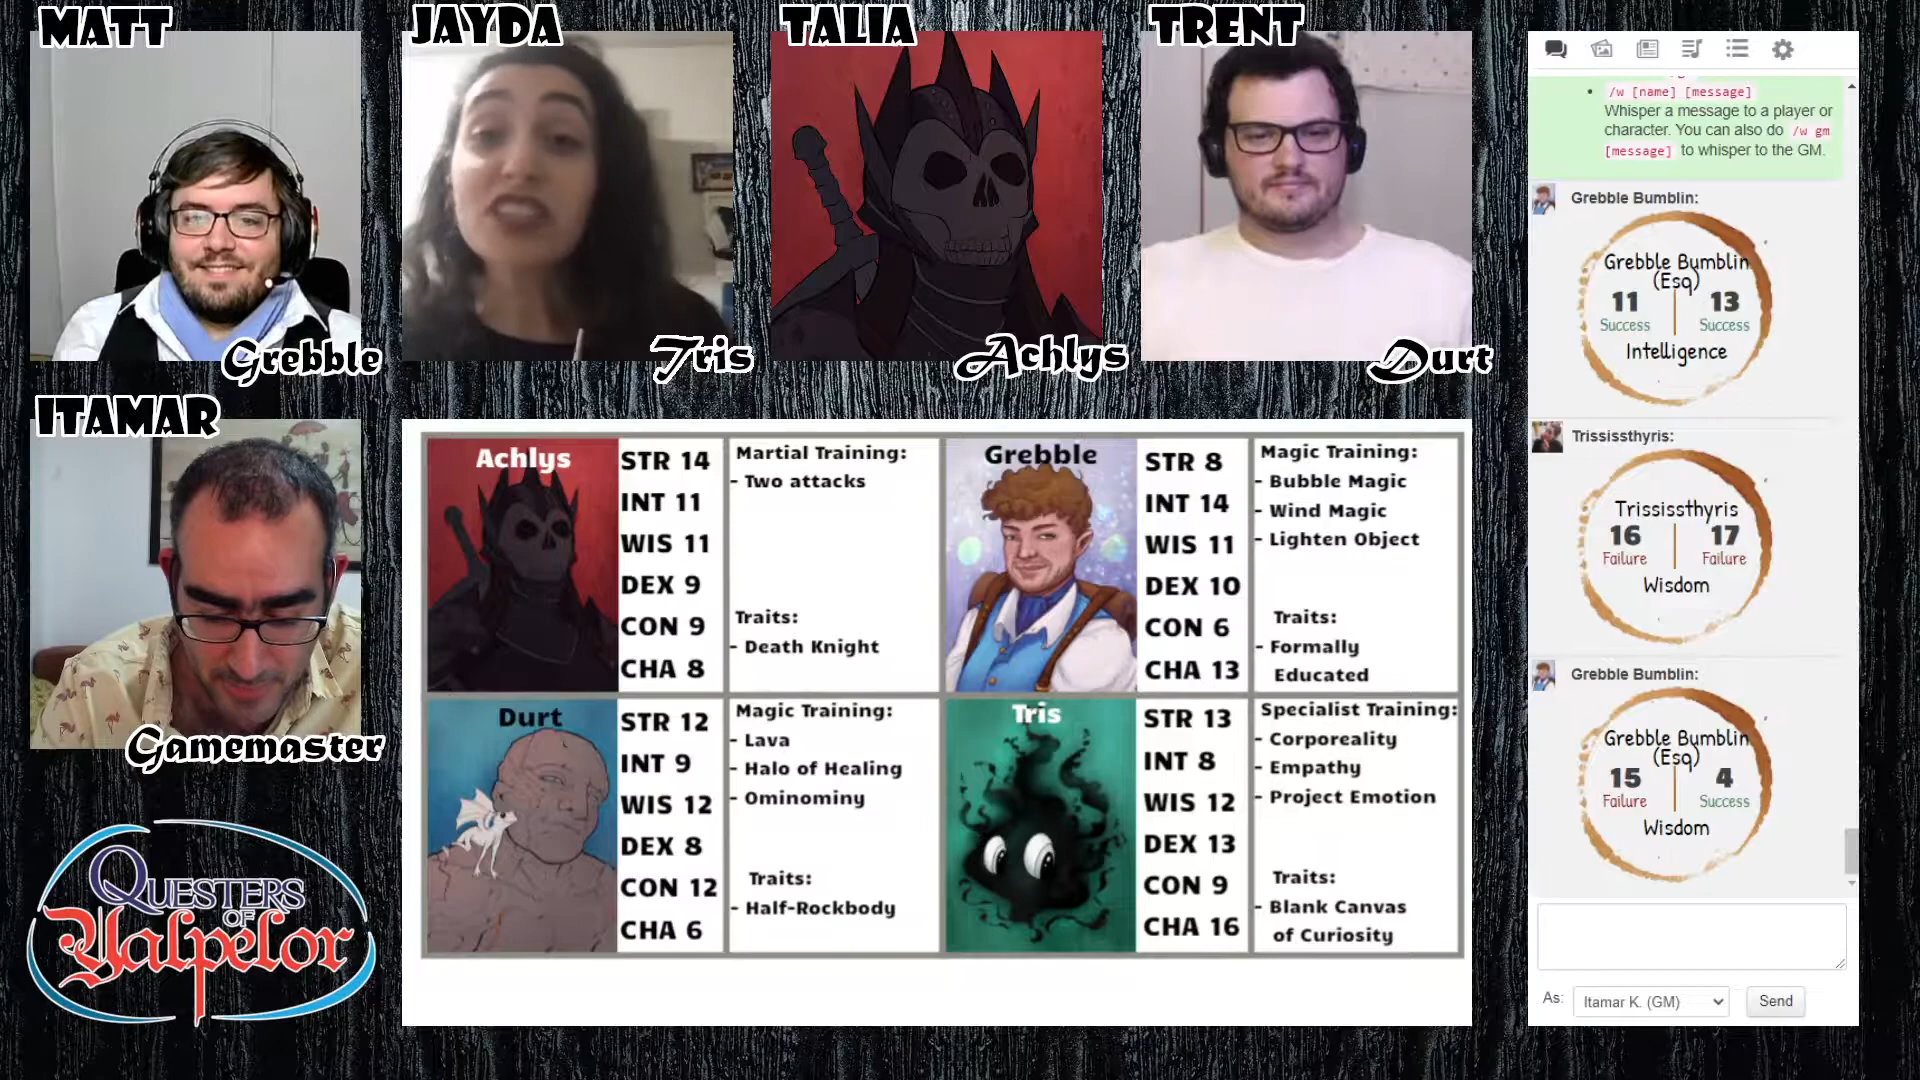 MATT
JAYDA
TALIA
TRENT
Grebble
Tris
Achlys
Durt
ITAMAR
Gamemaster
QUESTERS
OF
Yalpelor
Achlys
STR 14
INT 11
WIS 11
DEX 9
CON 9
CHA 8
Martial Training:
- Two attacks
Traits:
- Death Knight
Grebble
STR 8
INT 14
WIS 11
DEX 10
CON 6
CHA 13
Magic Training:
- Bubble Magic
- Wind Magic
- Lighten Object
Traits:
- Formally
Educated
Durt
STR 12
INT 9
WIS 12
DEX 8
CON 12
CHA 6
Magic Training:
- Lava
- Halo of Healing
- Ominominy
Traits:
- Half-Rockbody
Tris
STR 13
INT 8
WIS 12
DEX 13
CON 9
CHA 16
Specialist Training:
- Corporeality
- Empathy
- Project Emotion
Traits:
- Blank Canvas
of Curiosity
• /w [name] [message]
Whisper a message to a player or
character. You can also do /w gm
[message] to whisper to the GM.
Grebble Bumblin:
Grebble Bumblin
(Esq)
11 13
Success Success
Intelligence
Trississthyris:
Trississthyris
16 17
Failure Failure
Wisdom
Grebble Bumblin:
Grebble Bumblin
(Esq)
15 4
Failure Success
Wisdom
As: Itamar K. (GM) Send